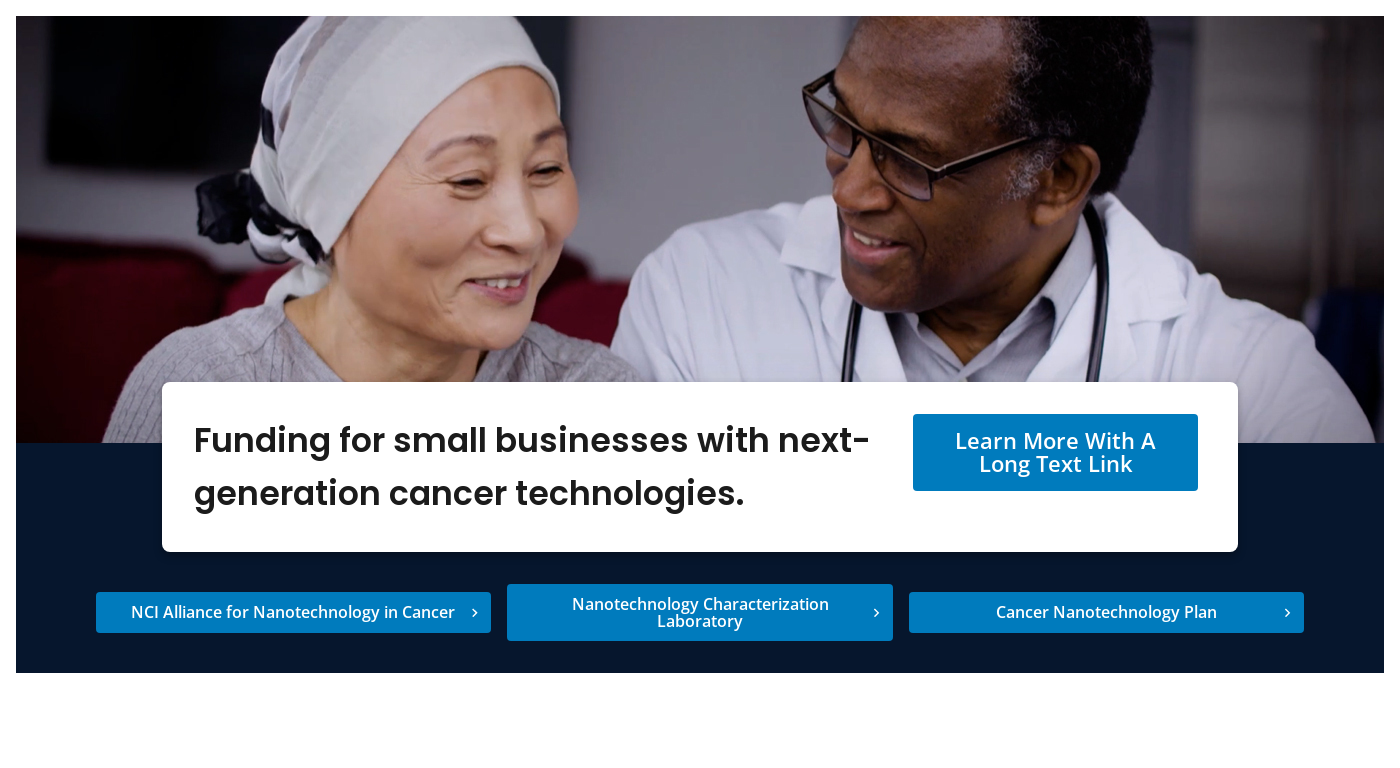 Funding for small businesses with next-
generation cancer technologies.
Learn More With A
Long Text Link
NCI Alliance for Nanotechnology in Cancer
Nanotechnology Characterization
Laboratory
Cancer Nanotechnology Plan